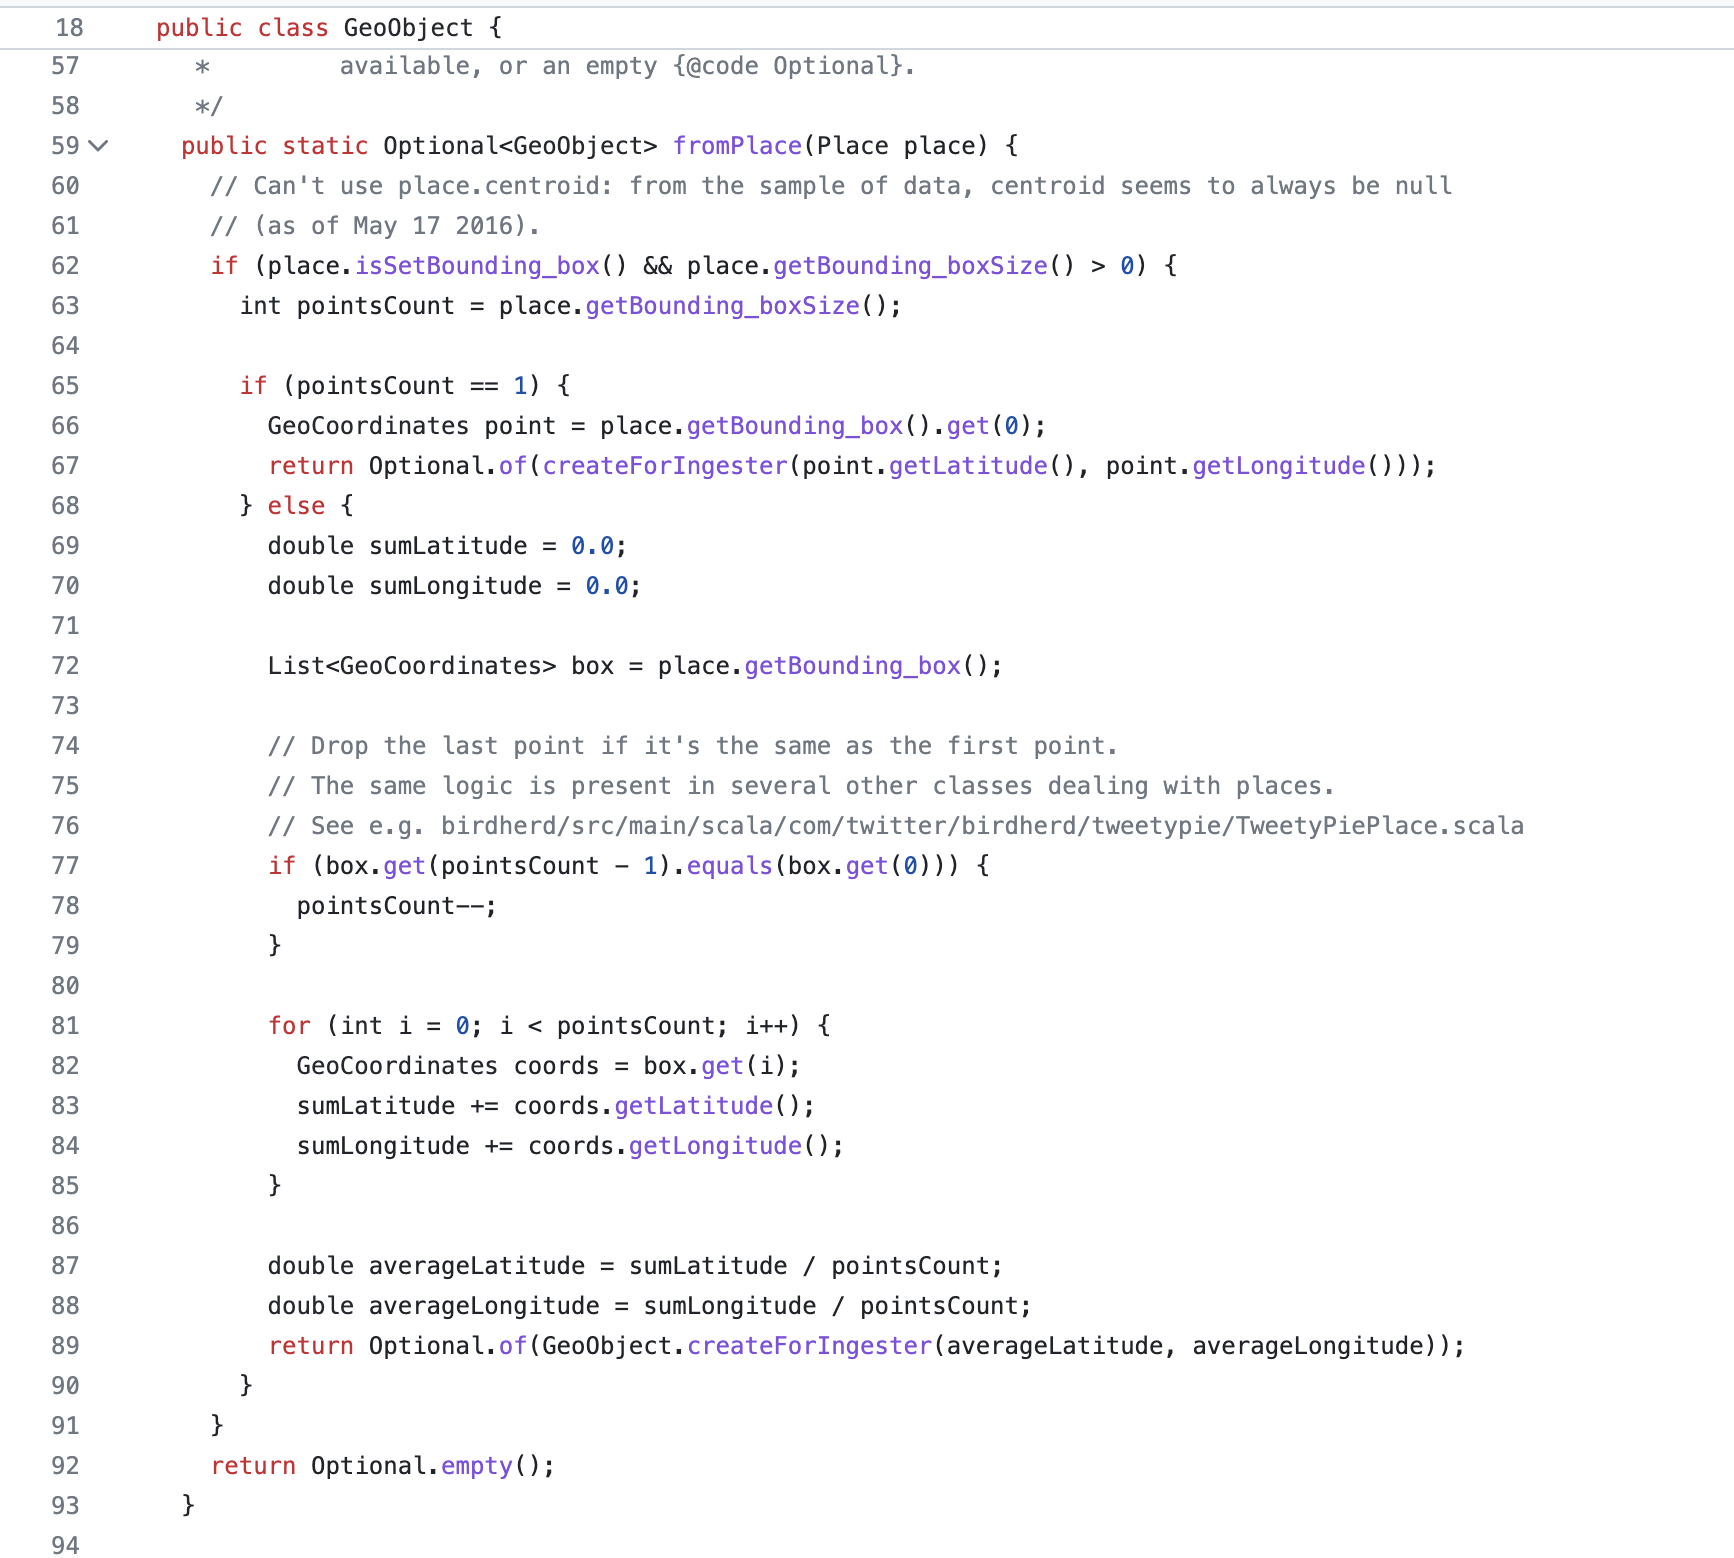 18 public class GeoObject {
57 * available, or an empty {@code Optional}.
58 */
59 public static Optional<GeoObject> fromPlace(Place place) {
60 // Can't use place.centroid: from the sample of data, centroid seems to always be null
61 // (as of May 17 2016).
62 if (place.isSetBounding_box() && place.getBounding_boxSize() > 0) {
63 int pointsCount = place.getBounding_boxSize();
64
65 if (pointsCount == 1) {
66 GeoCoordinates point = place.getBounding_box().get(0);
67 return Optional.of(createForIngester(point.getLatitude(), point.getLongitude()));
68 } else {
69 double sumLatitude = 0.0;
70 double sumLongitude = 0.0;
71
72 List<GeoCoordinates> box = place.getBounding_box();
73
74 // Drop the last point if it's the same as the first point.
75 // The same logic is present in several other classes dealing with places.
76 // See e.g. birdherd/src/main/scala/com/twitter/birdherd/tweetypie/TweetyPiePlace.scala
77 if (box.get(pointsCount - 1).equals(box.get(0))) {
78 pointsCount--;
79 }
80
81 for (int i = 0; i < pointsCount; i++) {
82 GeoCoordinates coords = box.get(i);
83 sumLatitude += coords.getLatitude();
84 sumLongitude += coords.getLongitude();
85 }
86
87 double averageLatitude = sumLatitude / pointsCount;
88 double averageLongitude = sumLongitude / pointsCount;
89 return Optional.of(GeoObject.createForIngester(averageLatitude, averageLongitude));
90 }
91 }
92 return Optional.empty();
93 }
94